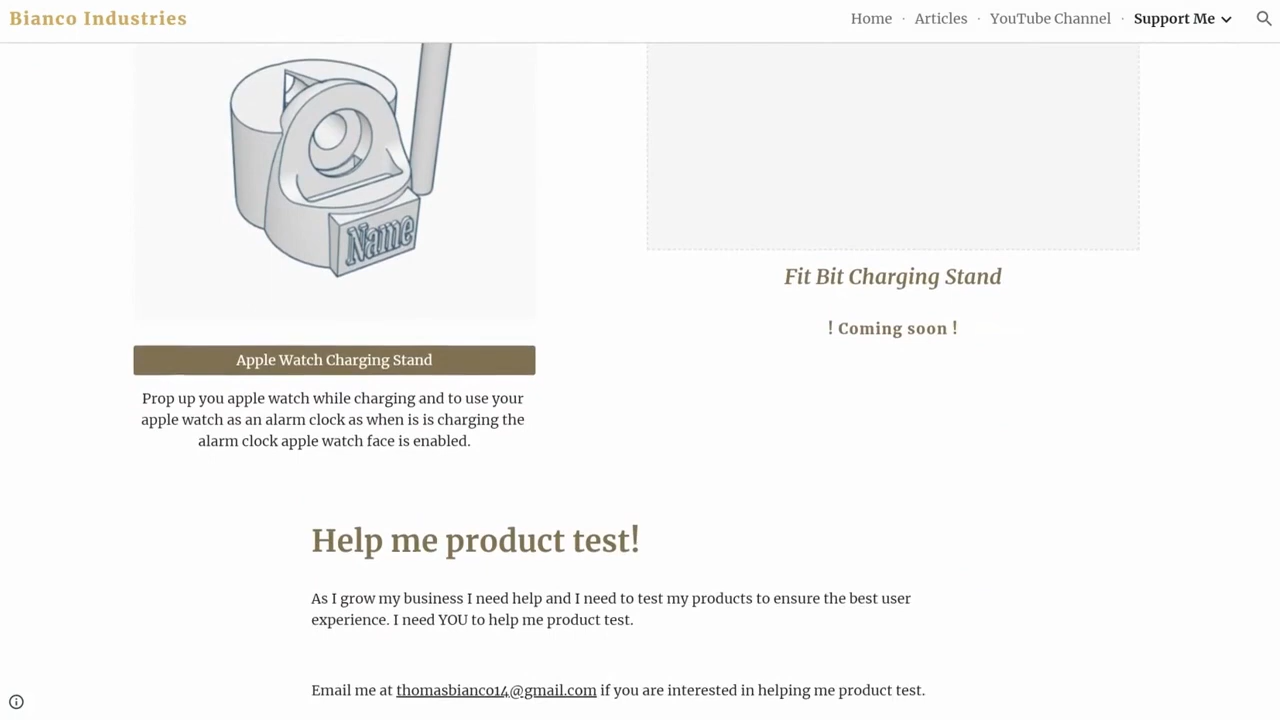 Bianco Industries
Home · Articles · YouTube Channel · Support Me
Name
Fit Bit Charging Stand
! Coming soon !
Apple Watch Charging Stand
Prop up you apple watch while charging and to use your
apple watch as an alarm clock as when is is charging the
alarm clock apple watch face is enabled.
Help me product test!
As I grow my business I need help and I need to test my products to ensure the best user
experience. I need YOU to help me product test.
Email me at thomasbianco14@gmail.com if you are interested in helping me product test.